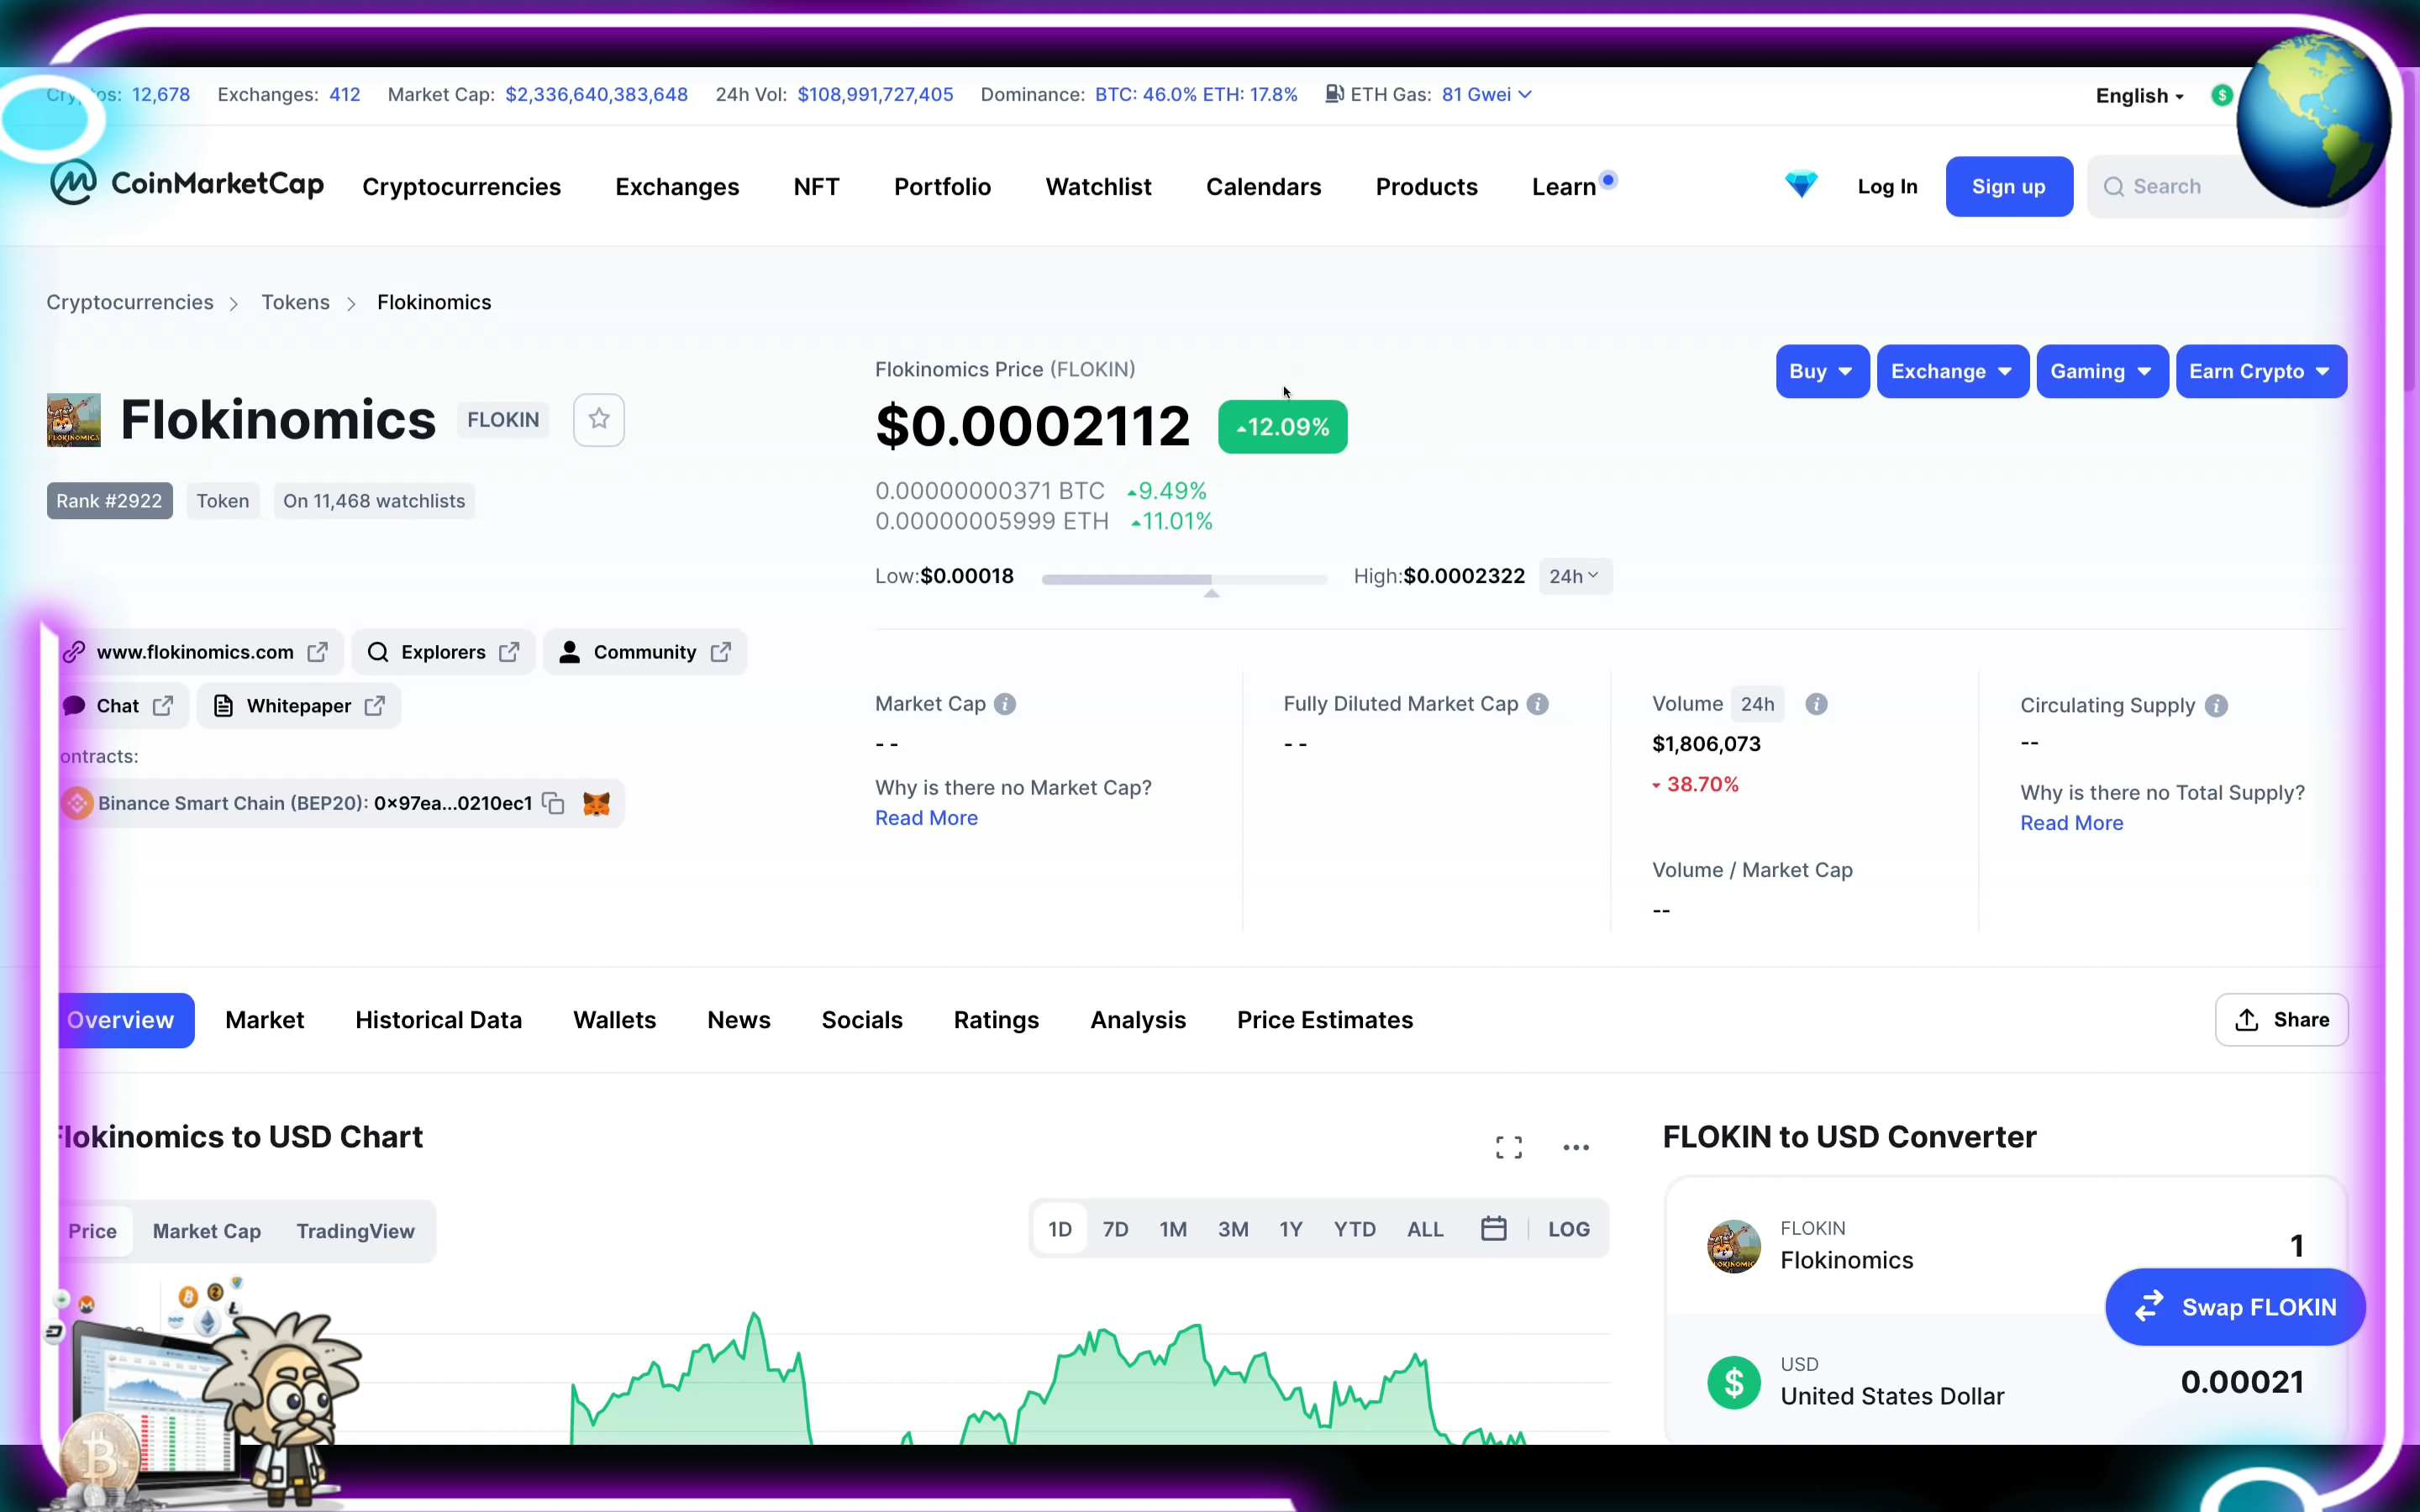 12,678 Exchanges: 412 Market Cap: $2,336,640,383,648 24h Vol: $108,991,727,405 Dominance: BTC: 46.0% ETH: 17.8% ETH Gas: 81 Gwei
English
CoinMarketCap Cryptocurrencies Exchanges NFT Portfolio Watchlist Calendars Products Learn Log In Sign up Search
Cryptocurrencies > Tokens > Flokinomics
Flokinomics FLOKIN
Rank #2922 Token On 11,468 watchlists
www.flokinomics.com Explorers Community
Chat Whitepaper
ontracts:
Binance Smart Chain (BEP20): 0x97ea...0210ec1
Flokinomics Price (FLOKIN)
$0.0002112 12.09%
0.00000000371 BTC 9.49%
0.00000005999 ETH 11.01%
Low:$0.00018 High:$0.0002322 24h
Buy Exchange Gaming Earn Crypto
Market Cap
- -
Why is there no Market Cap?
Read More
Fully Diluted Market Cap
- -
Volume 24h
$1,806,073
38.70%
Volume / Market Cap
--
Circulating Supply
--
Why is there no Total Supply?
Read More
Overview Market Historical Data Wallets News Socials Ratings Analysis Price Estimates Share
lokinomics to USD Chart
Price Market Cap TradingView 1D 7D 1M 3M 1Y YTD ALL LOG
FLOKIN to USD Converter
FLOKIN
Flokinomics
1
Swap FLOKIN
USD
United States Dollar
0.00021